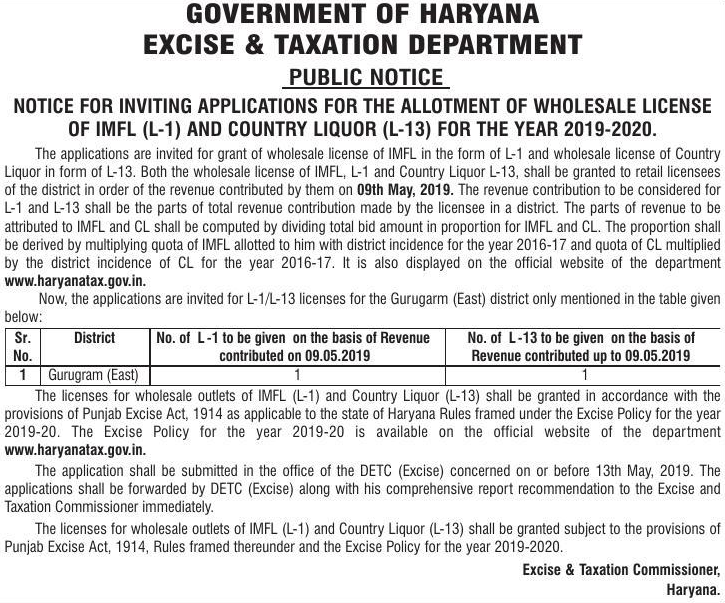 GOVERNMENT OF HARYANA
EXCISE & TAXATION DEPARTMENT
PUBLIC NOTICE
NOTICE FOR INVITING APPLICATIONS FOR THE ALLOTMENT OF WHOLESALE LICENSE
OF IMFL (L-1) AND COUNTRY LIQUOR (L-13) FOR THE YEAR 2019-2020.
The applications are invited for grant of wholesale license of IMFL in the form of L-1 and wholesale license of Country
Liquor in form of L-13. Both the wholesale license of IMFL, L-1 and Country Liquor L-13, shall be granted to retail licensees
of the district in order of the revenue contributed by them on 09th May, 2019. The revenue contribution to be considered for
L-1 and L-13 shall be the parts of total revenue contribution made by the licensee in a district. The parts of revenue to be
attributed to IMFL and CL shall be computed by dividing total bid amount in proportion for IMFL and CL. The proportion shall
be derived by multiplying quota of IMFL allotted to him with district incidence for the year 2016-17 and quota of CL multiplied
by the district incidence of CL for the year 2016-17. It is also displayed on the official website of the department
www.haryanatax.gov.in.
Now, the applications are invited for L-1/L-13 licenses for the Gurugarm (East) district only mentioned in the table given
below:
Sr. No. District No. of L-1 to be given on the basis of Revenue contributed on 09.05.2019 No. of L-13 to be given on the basis of Revenue contributed up to 09.05.2019
1 Gurugram (East) 1 1
The licenses for wholesale outlets of IMFL (L-1) and Country Liquor (L-13) shall be granted in accordance with the
provisions of Punjab Excise Act, 1914 as applicable to the state of Haryana Rules framed under the Excise Policy for the year
2019-20. The Excise Policy for the year 2019-20 is available on the official website of the department
www.haryanatax.gov.in.
The application shall be submitted in the office of the DETC (Excise) concerned on or before 13th May, 2019. The
applications shall be forwarded by DETC (Excise) along with his comprehensive report recommendation to the Excise and
Taxation Commissioner immediately.
The licenses for wholesale outlets of IMFL (L-1) and Country Liquor (L-13) shall be granted subject to the provisions of
Punjab Excise Act, 1914, Rules framed thereunder and the Excise Policy for the year 2019-2020.
Excise & Taxation Commissioner,
Haryana.